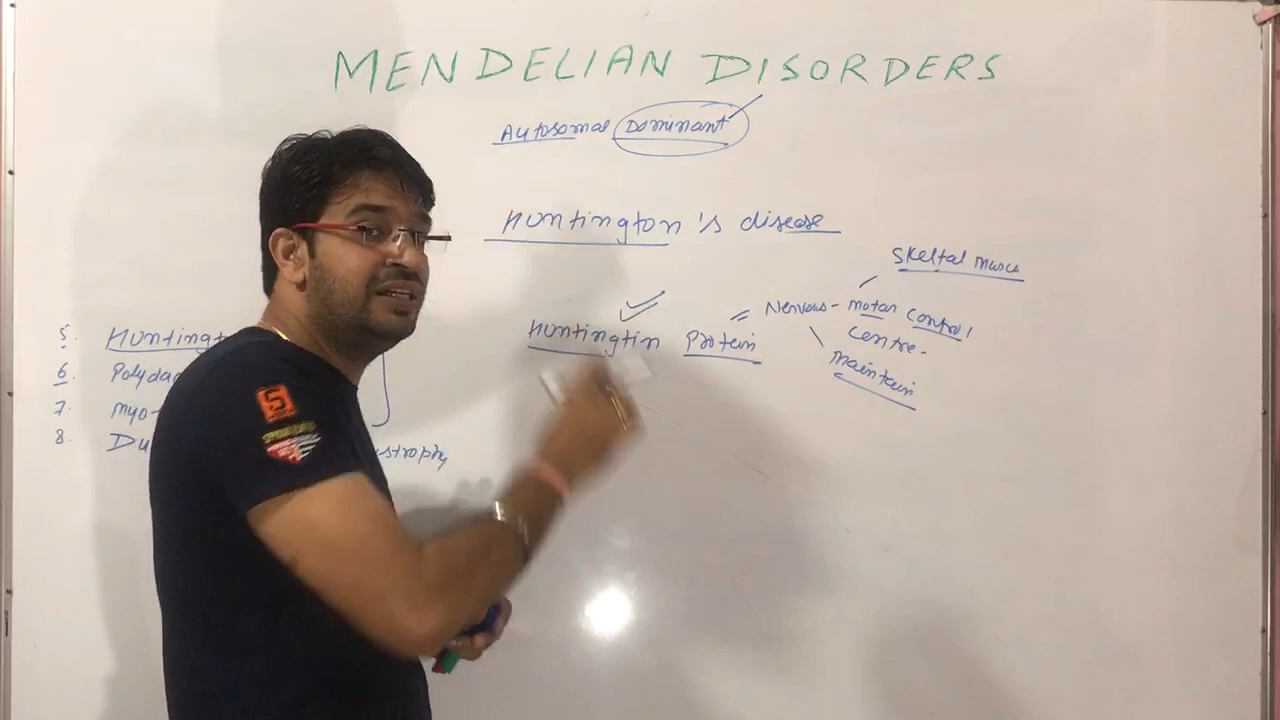 MENDELIAN DISORDERS
Autosomal Dominant
Huntington's disease
Skeltal musce
Nervous - motar control
centre-
maintain
Huntingtin Protein
5. Hunting
6. Polyda
7. myo-
8. Du strophy
S